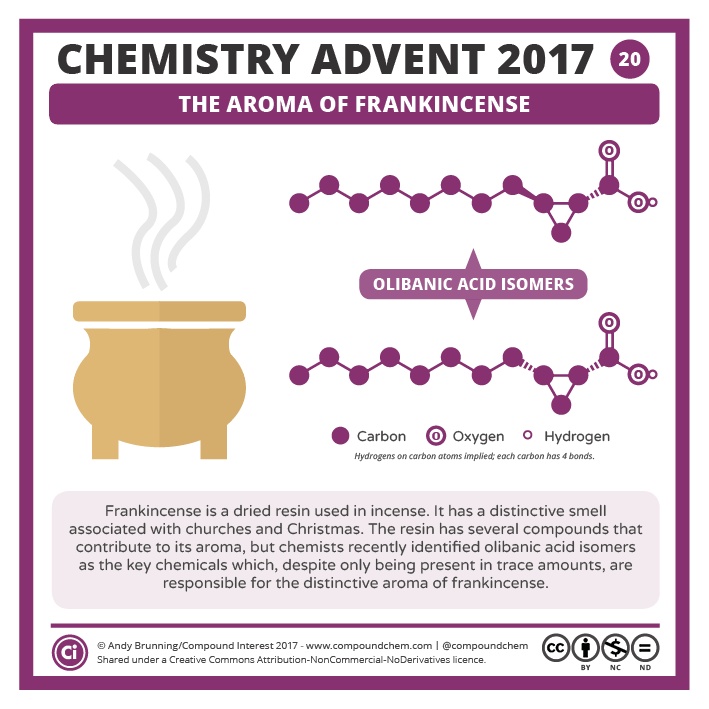 CHEMISTRY ADVENT 2017 20
THE AROMA OF FRANKINCENSE
O
O
OLIBANIC ACID ISOMERS
O
O
Carbon O Oxygen Hydrogen
Hydrogens on carbon atoms implied; each carbon has 4 bonds.
Frankincense is a dried resin used in incense. It has a distinctive smell
associated with churches and Christmas. The resin has several compounds that
contribute to its aroma, but chemists recently identified olibanic acid isomers
as the key chemicals which, despite only being present in trace amounts, are
responsible for the distinctive aroma of frankincense.
Ci © Andy Brunning/Compound Interest 2017 - www.compoundchem.com | @compoundchem
Shared under a Creative Commons Attribution-NonCommercial-NoDerivatives licence.
cc $ =
BY NC ND